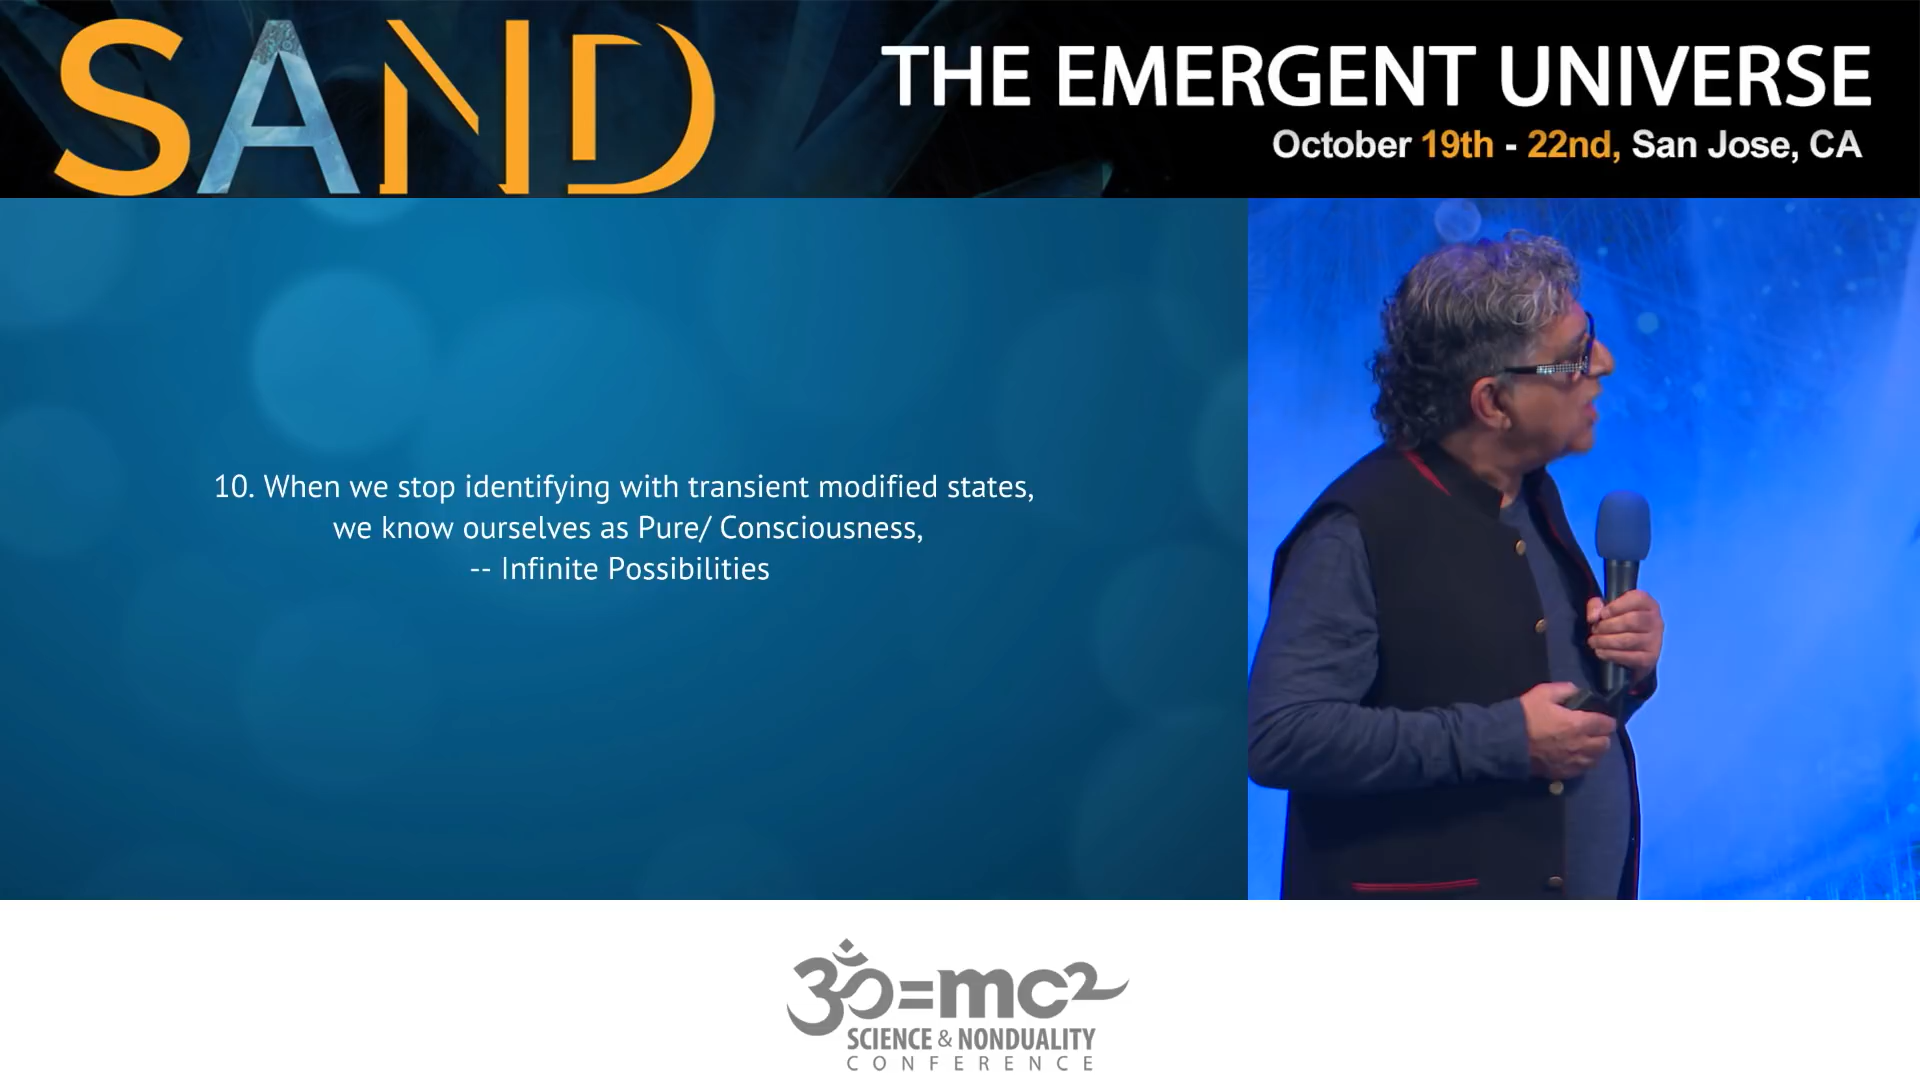 SAND
THE EMERGENT UNIVERSE
October 19th - 22nd, San Jose, CA
10. When we stop identifying with transient modified states,
we know ourselves as Pure/ Consciousness,
-- Infinite Possibilities
ॐ=mc2
SCIENCE & NONDUALITY
CONFERENCE